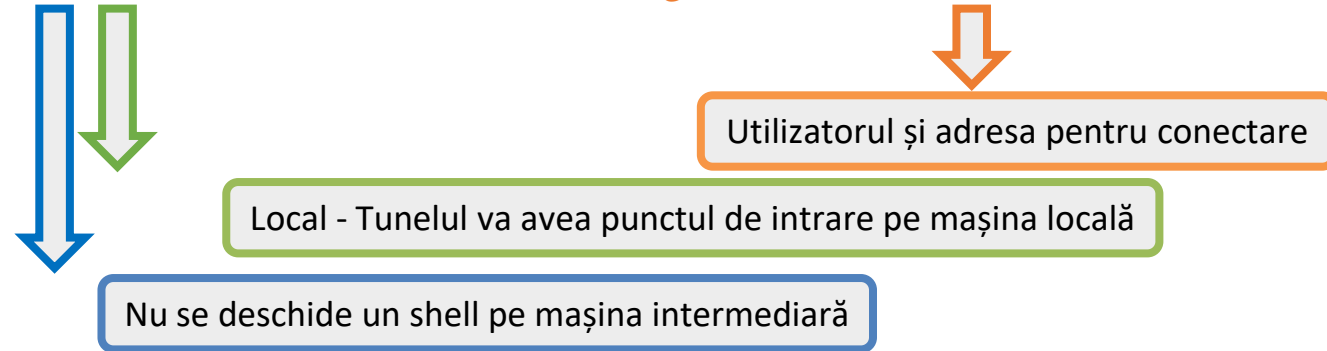 Utilizatorul și adresa pentru conectare
Local - Tunelul va avea punctul de intrare pe mașina locală
Nu se deschide un shell pe mașina intermediară